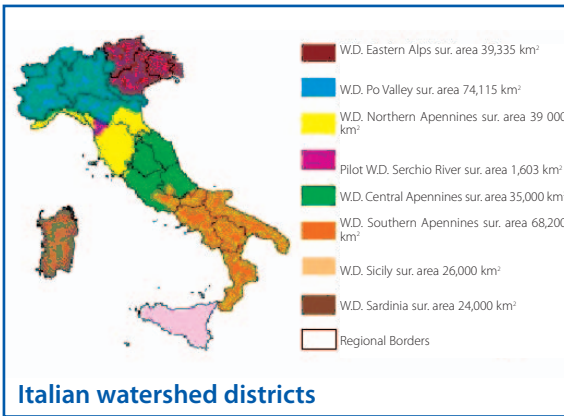 W.D. Eastern Alps sur. area 39,335 km²
W.D. Po Valley sur. area 74,115 km²
W.D. Northern Apennines sur. area 39 000
km²
Pilot W.D. Serchio River sur. area 1,603 km²
W.D. Central Apennines sur. area 35,000 km²
W.D. Southern Apennines sur. area 68,200
km²
W.D. Sicily sur. area 26,000 km²
W.D. Sardinia sur. area 24,000 km²
Regional Borders
Italian watershed districts